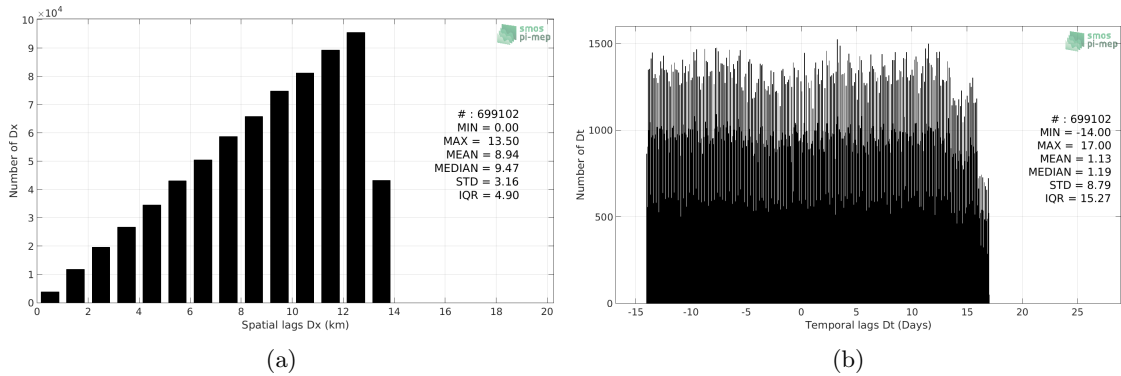 10 ×10⁴
9
8
7
6
5
4
3
2
1
0
Number of Dx
0 2 4 6 8 10 12 14 16 18 20
Spatial lags Dx (km)
smos
pi-mep
# : 699102
MIN = 0.00
MAX = 13.50
MEAN = 8.94
MEDIAN = 9.47
STD = 3.16
IQR = 4.90
(a)
1500
1000
500
0
Number of Dt
-15 -10 -5 0 5 10 15 20 25
Temporal lags Dt (Days)
smos
pi-mep
# : 699102
MIN = -14.00
MAX = 17.00
MEAN = 1.13
MEDIAN = 1.19
STD = 8.79
IQR = 15.27
(b)